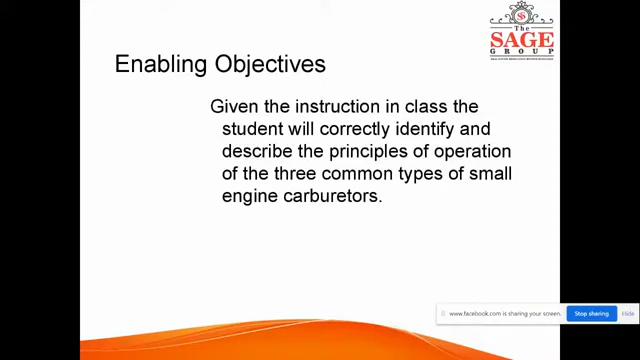 The
SAGE
GROUP
Enabling Objectives
Given the instruction in class the
student will correctly identify and
describe the principles of operation
of the three common types of small
engine carburetors.
www.facebook.com is sharing your screen.
Stop sharing
Hide